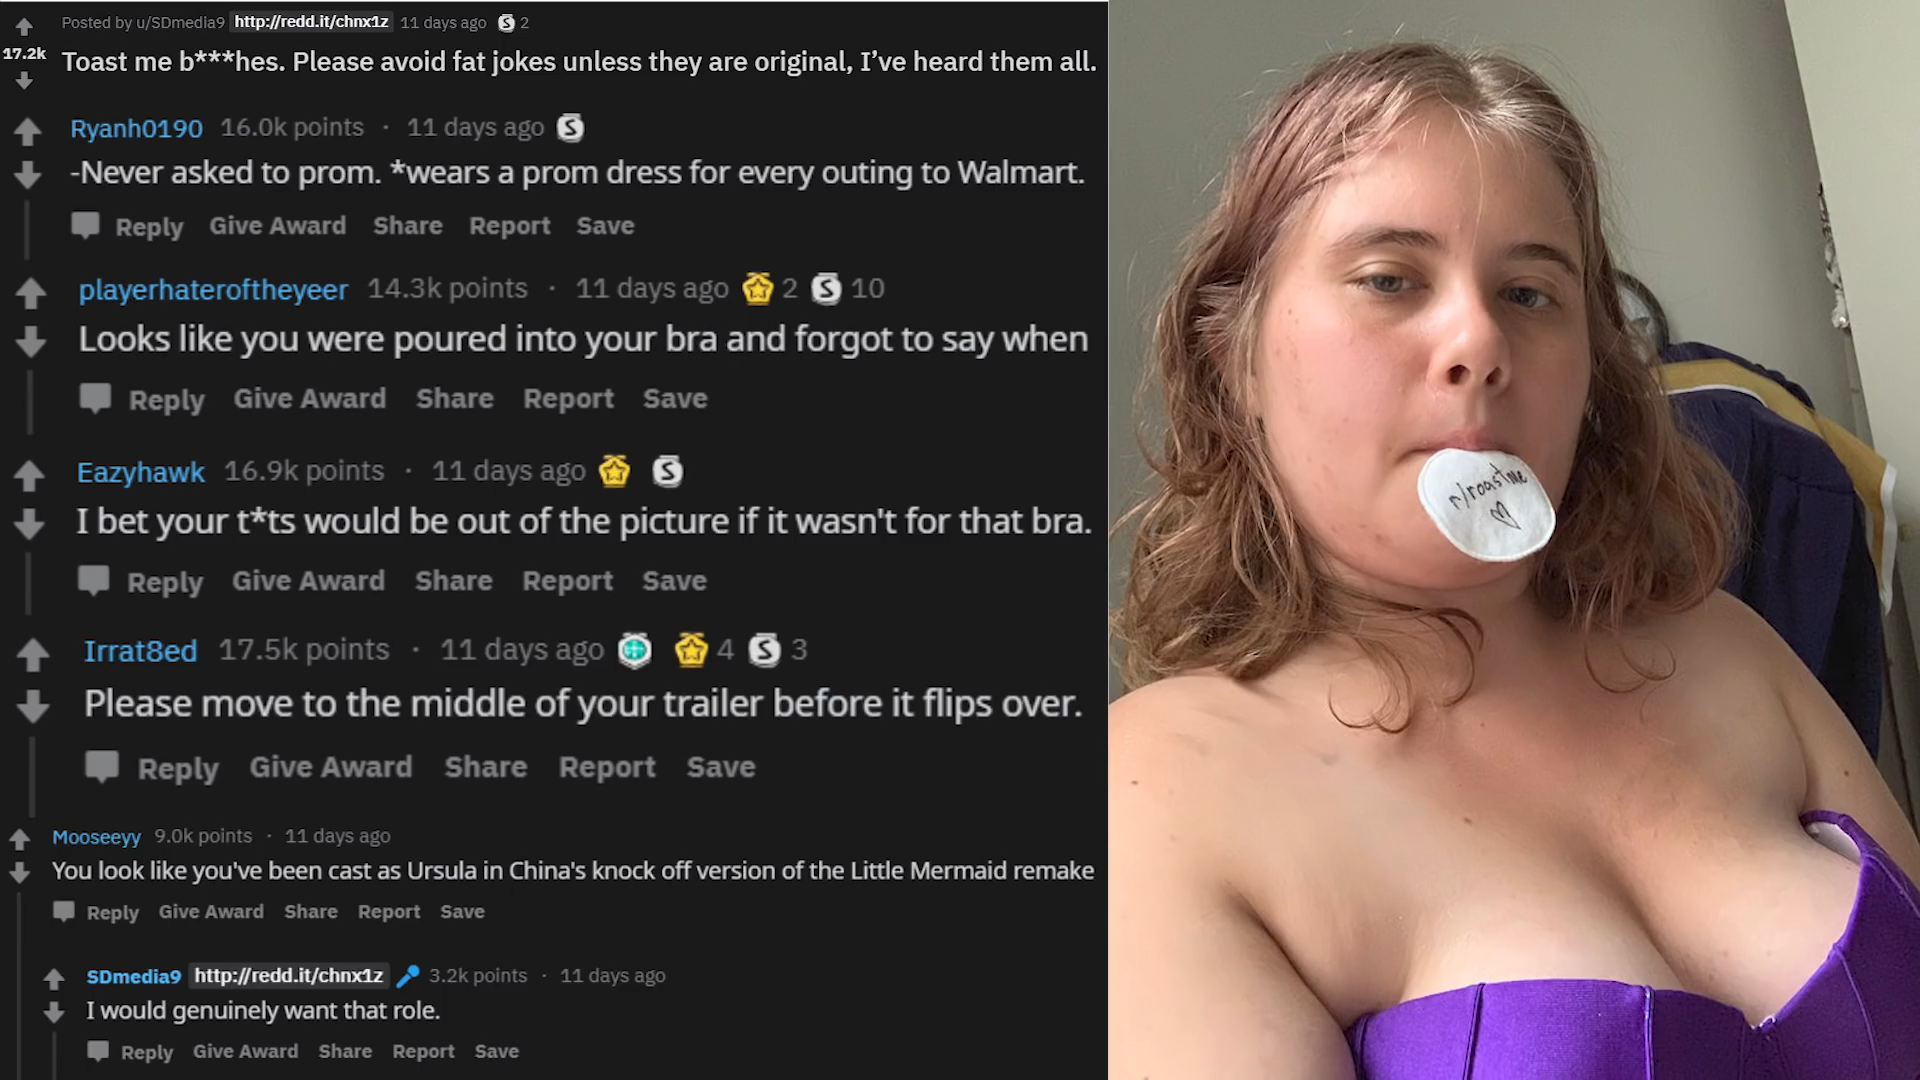 Posted by u/SDmedia9 http://redd.it/chnx1z 11 days ago S 2
17.2k
Toast me b***hes. Please avoid fat jokes unless they are original, I’ve heard them all.
Ryanh0190 16.0k points · 11 days ago S
-Never asked to prom. *wears a prom dress for every outing to Walmart.
Reply Give Award Share Report Save
playerhateroftheyeer 14.3k points · 11 days ago 2 S 10
Looks like you were poured into your bra and forgot to say when
Reply Give Award Share Report Save
Eazyhawk 16.9k points · 11 days ago S
I bet your t*ts would be out of the picture if it wasn't for that bra.
Reply Give Award Share Report Save
Irrat8ed 17.5k points · 11 days ago 4 S 3
Please move to the middle of your trailer before it flips over.
Reply Give Award Share Report Save
Mooseeyy 9.0k points · 11 days ago
You look like you've been cast as Ursula in China's knock off version of the Little Mermaid remake
Reply Give Award Share Report Save
SDmedia9 http://redd.it/chnx1z 3.2k points · 11 days ago
I would genuinely want that role.
Reply Give Award Share Report Save
r/roastme